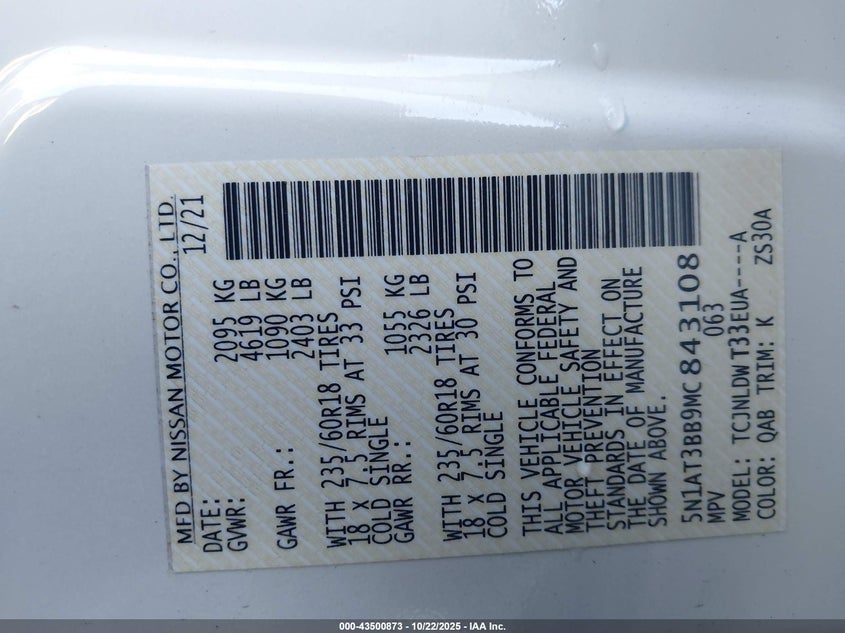 MFD BY NISSAN MOTOR CO., LTD.
DATE: 12/21
GVWR: 2095 KG
4619 LB
GAWR FR.: 1090 KG
2403 LB
WITH 235/60R18 TIRES
18 X 7.5 RIMS AT 33 PSI
COLD SINGLE
GAWR RR.: 1055 KG
2326 LB
WITH 235/60R18 TIRES
18 X 7.5 RIMS AT 30 PSI
COLD SINGLE
THIS VEHICLE CONFORMS TO
ALL APPLICABLE FEDERAL
MOTOR VEHICLE SAFETY AND
THEFT PREVENTION
STANDARDS IN EFFECT ON
THE DATE OF MANUFACTURE
SHOWN ABOVE.
5N1AT3BB9MC843108
MPV 063
MODEL: TCJNLDWT33EUA----A
COLOR: QAB TRIM: K ZS30A
000-43500873 - 10/22/2025 - IAA Inc.